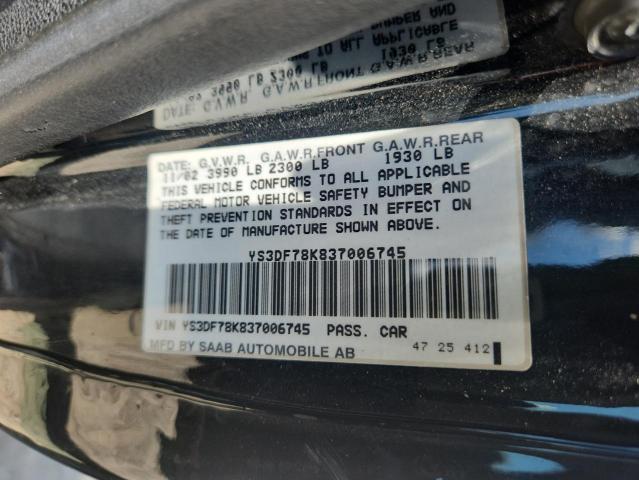 DATE: G.V.W.R. G.A.W.R.FRONT G.A.W.R.REAR
11/02 3990 LB 2300 LB 1930 LB
THIS VEHICLE CONFORMS TO ALL APPLICABLE
FEDERAL MOTOR VEHICLE SAFETY BUMPER AND
THEFT PREVENTION STANDARDS IN EFFECT ON
THE DATE OF MANUFACTURE SHOWN ABOVE.
YS3DF78K837006745
VIN YS3DF78K837006745 PASS. CAR
MFD BY SAAB AUTOMOBILE AB 47 25 412